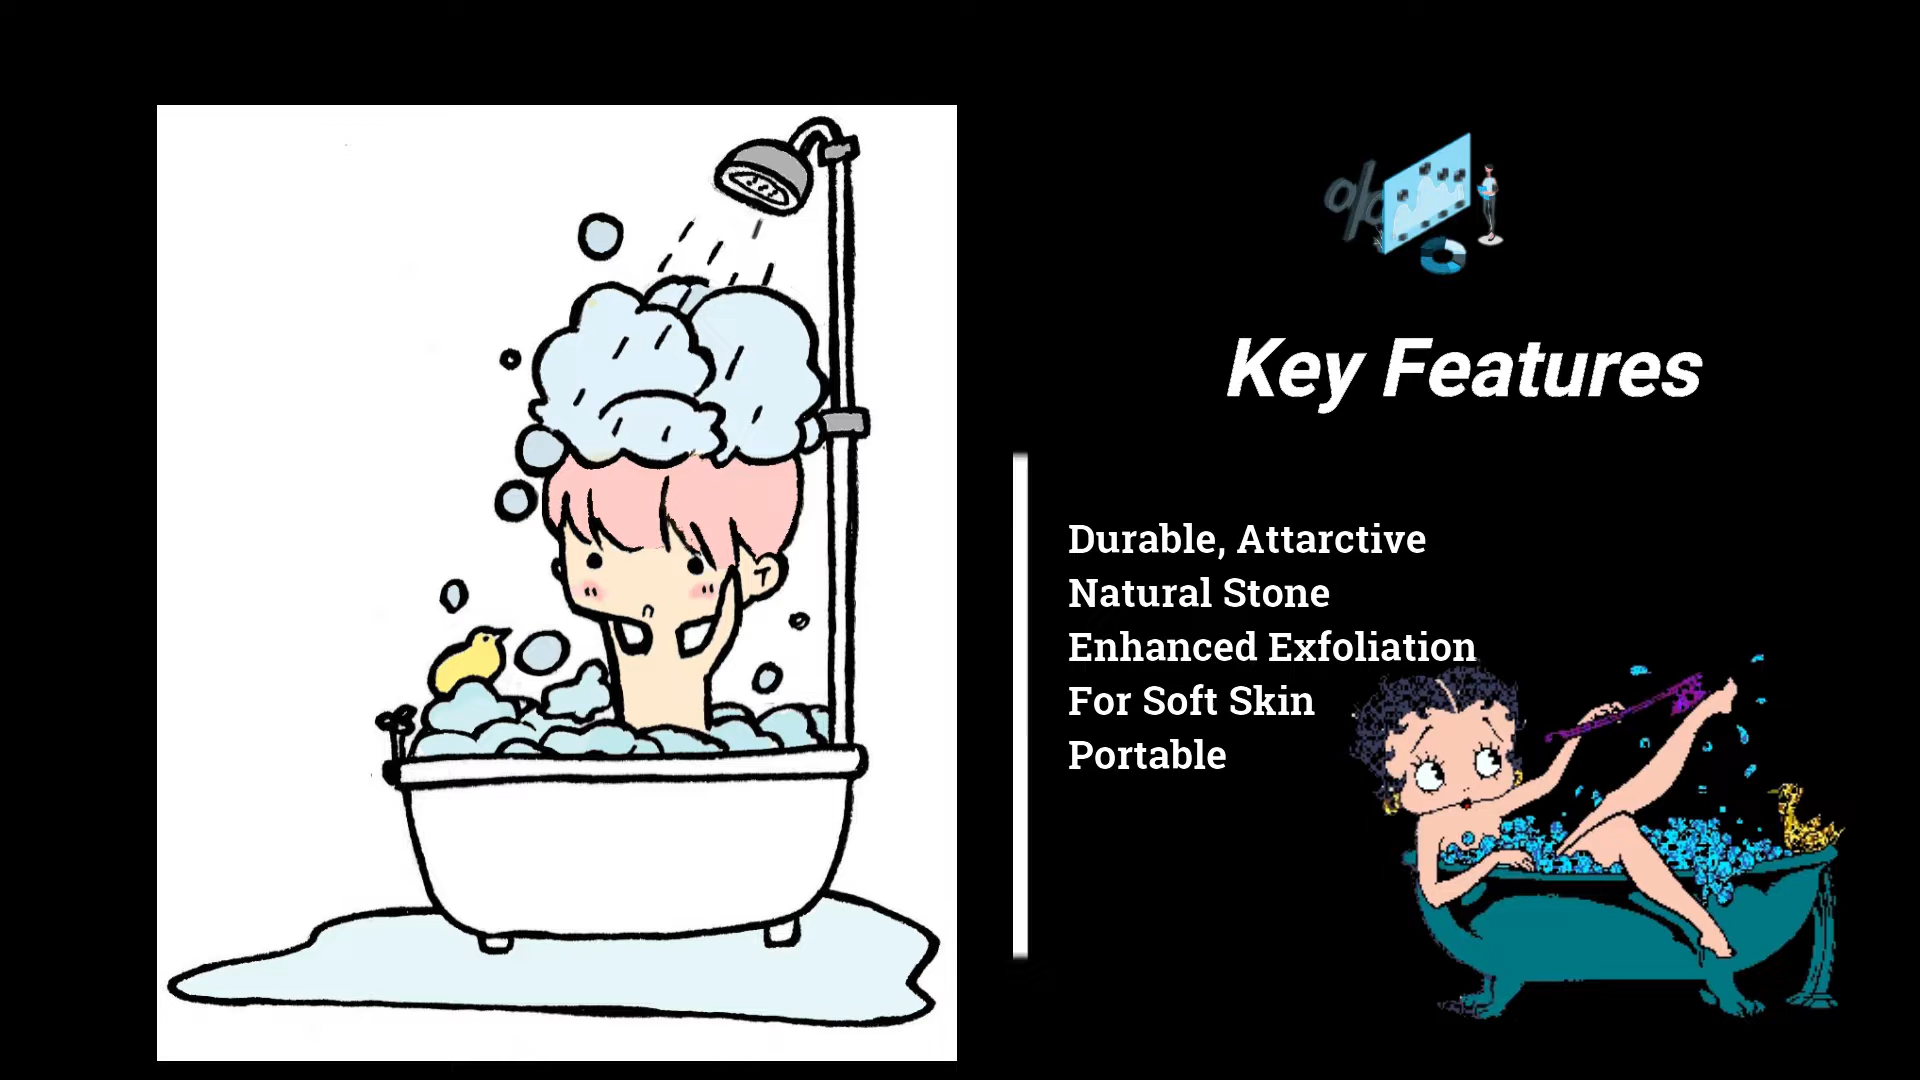 Key Features
Durable, Attarctive
Natural Stone
Enhanced Exfoliation
For Soft Skin
Portable